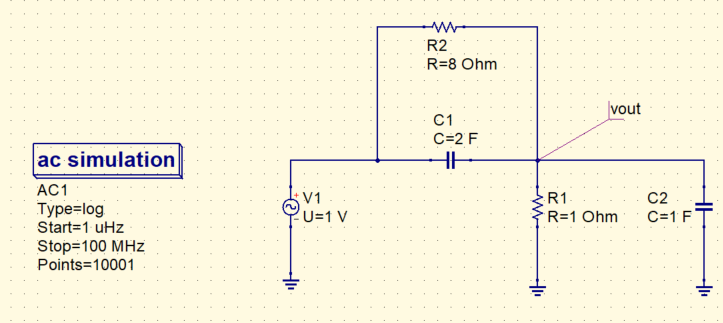 R2
R=8 Ohm
vout
C1
C=2 F
ac simulation
AC1
Type=log
Start=1 uHz
Stop=100 MHz
Points=10001
+
V1
U=1 V
-
R1
R=1 Ohm
C2
C=1 F